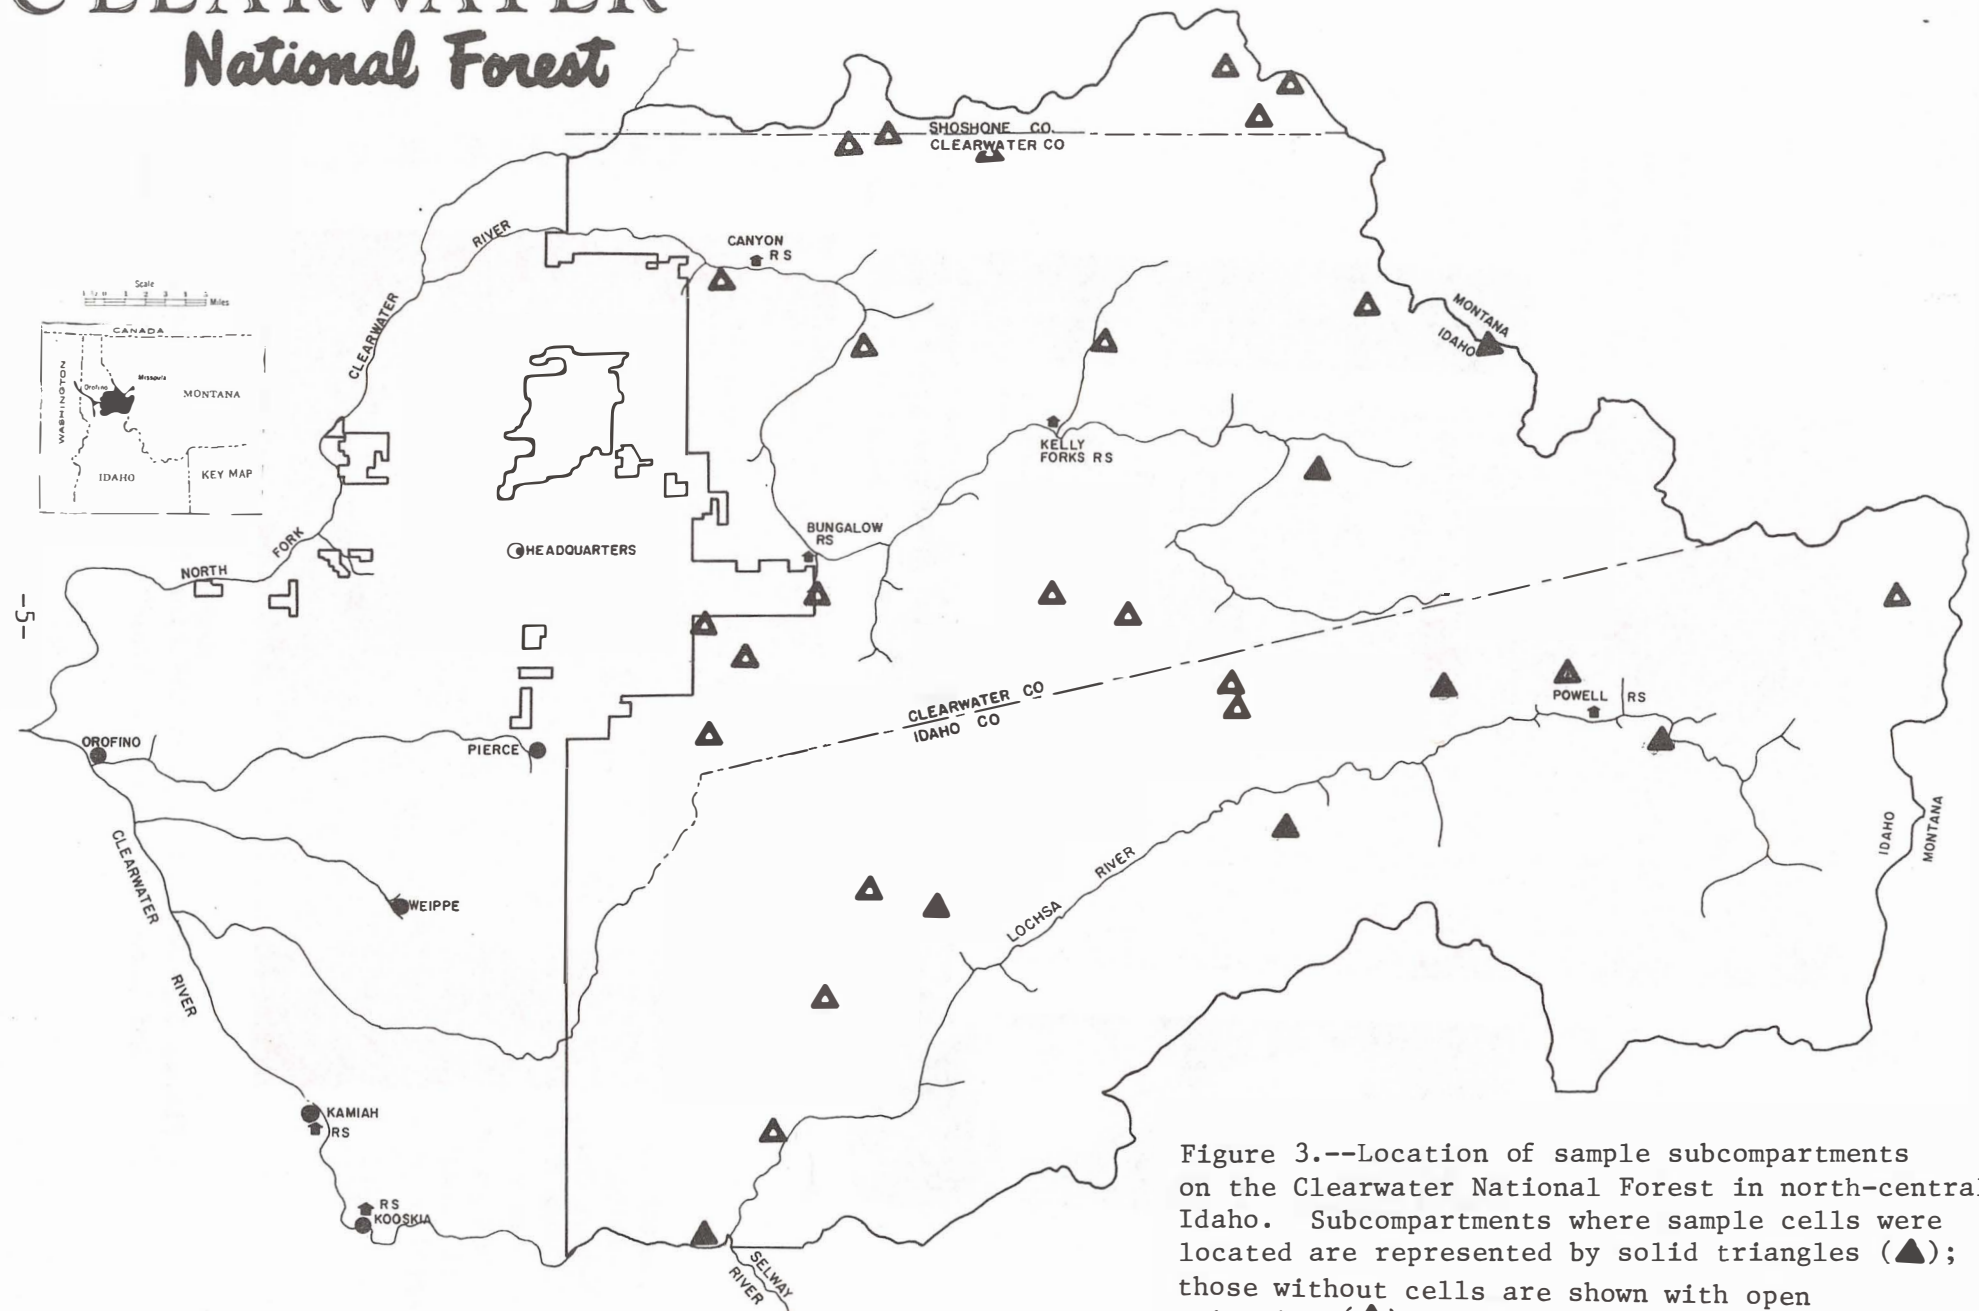 CLEARWATER
National Forest
SHOSHONE CO.
CLEARWATER CO
RIVER
CANYON
RS
CLEARWATER
Scale
Miles
CANADA
WASHINGTON
Orofino
Missoula
MONTANA
IDAHO
KEY MAP
MONTANA
IDAHO
KELLY
FORKS RS
BUNGALOW
RS
HEADQUARTERS
NORTH
FORK
-5-
CLEARWATER CO
IDAHO CO
POWELL RS
OROFINO
PIERCE
CLEARWATER
RIVER
WEIPPE
LOCHSA
RIVER
IDAHO
MONTANA
KAMIAH
RS
RS
KOOSKIA
SELWAY
RIVER
Figure 3.--Location of sample subcompartments
on the Clearwater National Forest in north-central
Idaho. Subcompartments where sample cells were
located are represented by solid triangles (▲);
those without cells are shown with open